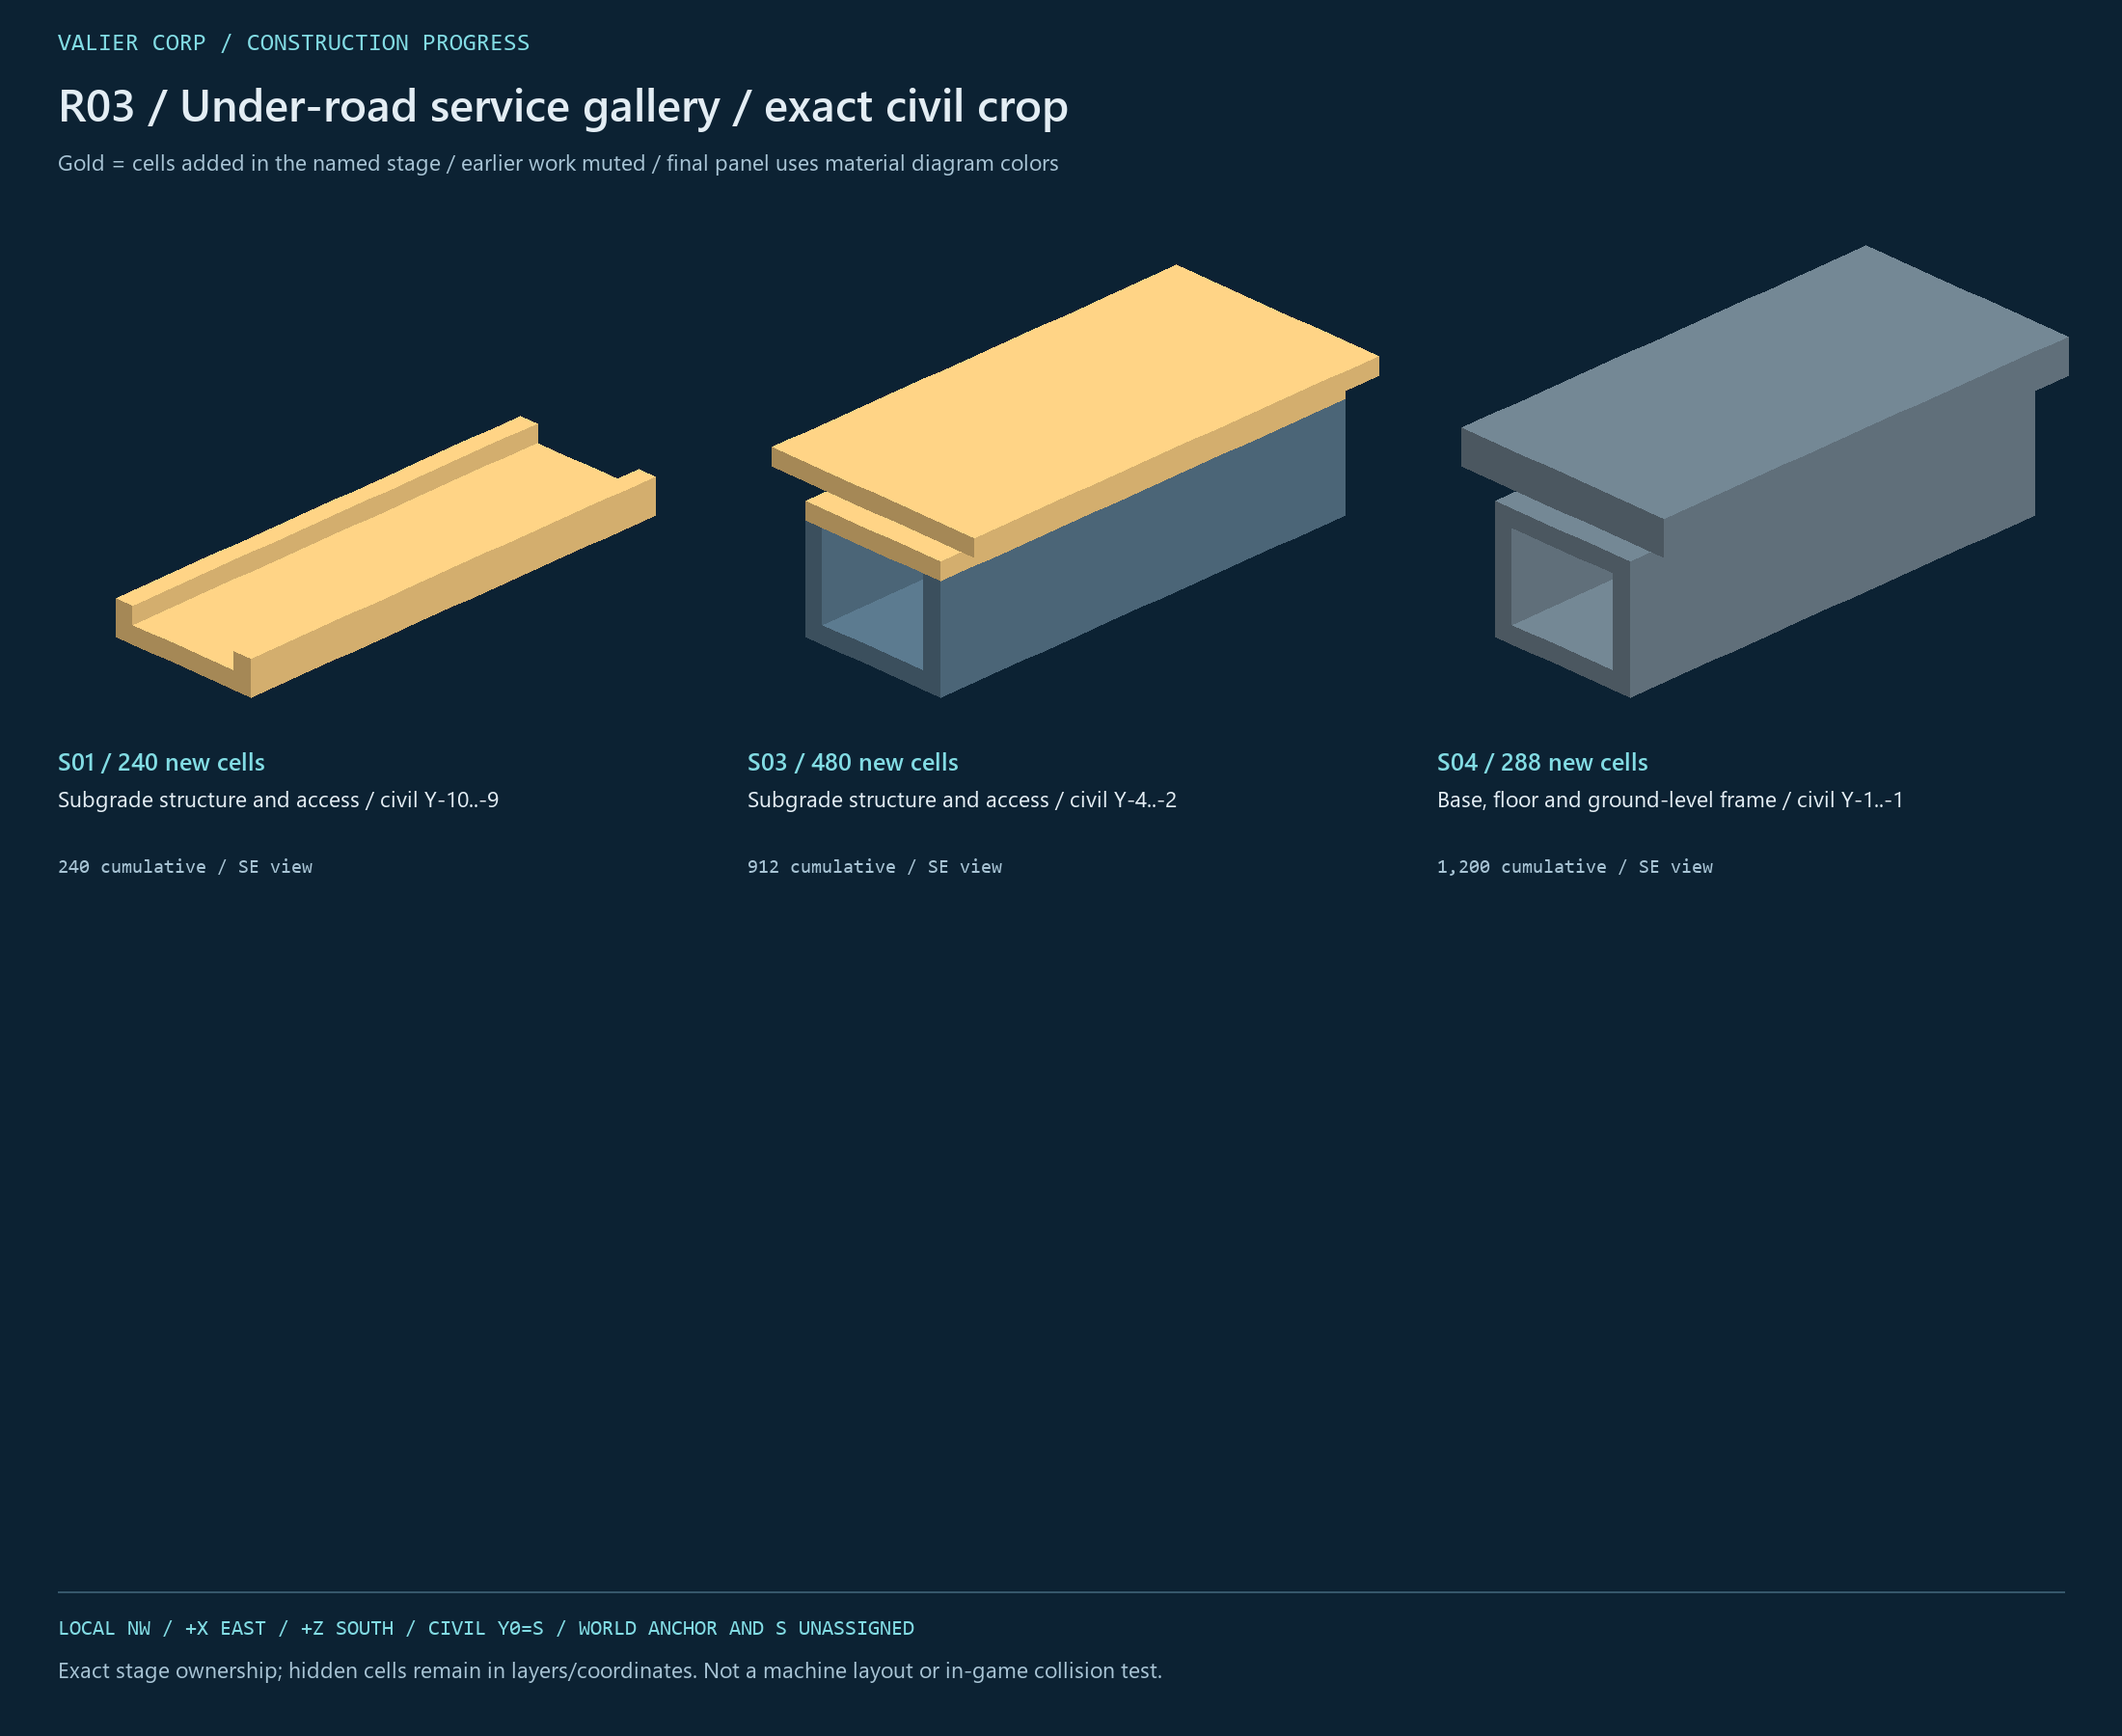 VALIER CORP / CONSTRUCTION PROGRESS
R03 / Under-road service gallery / exact civil crop
Gold = cells added in the named stage / earlier work muted / final panel uses material diagram colors
S01 / 240 new cells
Subgrade structure and access / civil Y-10..-9
240 cumulative / SE view
S03 / 480 new cells
Subgrade structure and access / civil Y-4..-2
912 cumulative / SE view
S04 / 288 new cells
Base, floor and ground-level frame / civil Y-1..-1
1,200 cumulative / SE view
LOCAL NW / +X EAST / +Z SOUTH / CIVIL Y0=S / WORLD ANCHOR AND S UNASSIGNED
Exact stage ownership; hidden cells remain in layers/coordinates. Not a machine layout or in-game collision test.